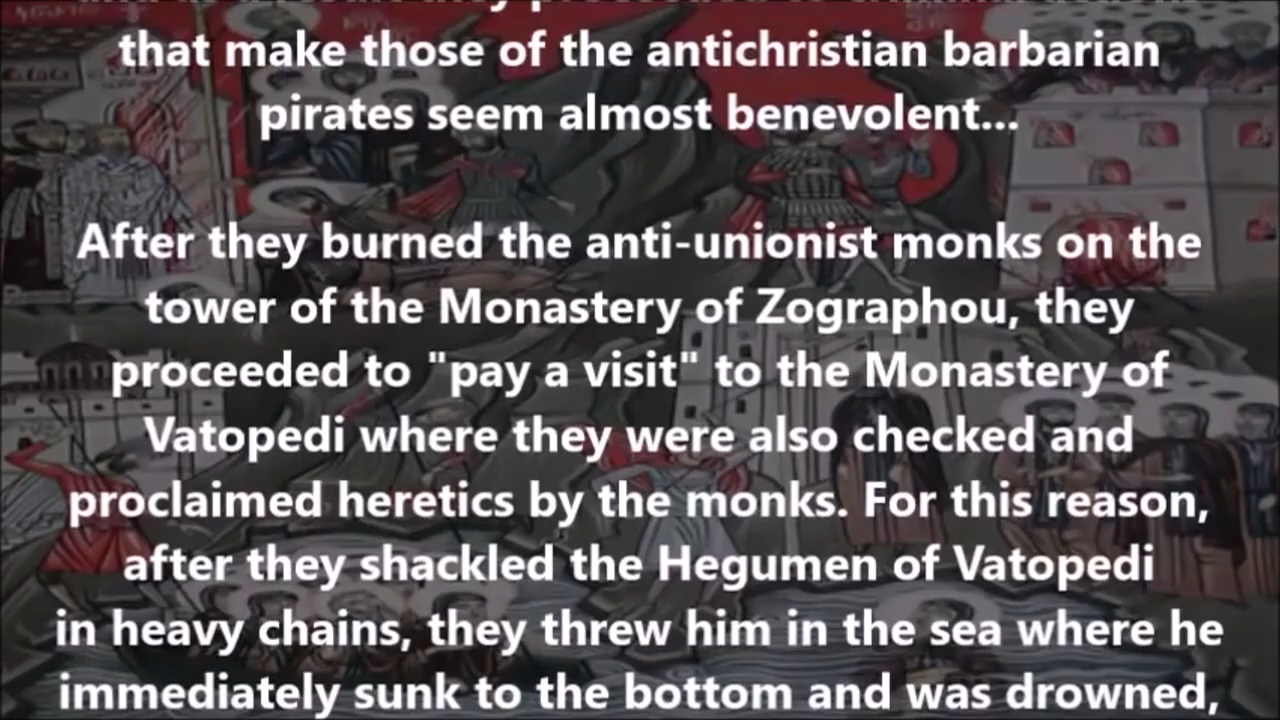 that make those of the antichristian barbarian
pirates seem almost benevolent...
After they burned the anti-unionist monks on the
tower of the Monastery of Zographou, they
proceeded to "pay a visit" to the Monastery of
Vatopedi where they were also checked and
proclaimed heretics by the monks. For this reason,
after they shackled the Hegumen of Vatopedi
in heavy chains, they threw him in the sea where he
immediately sunk to the bottom and was drowned,